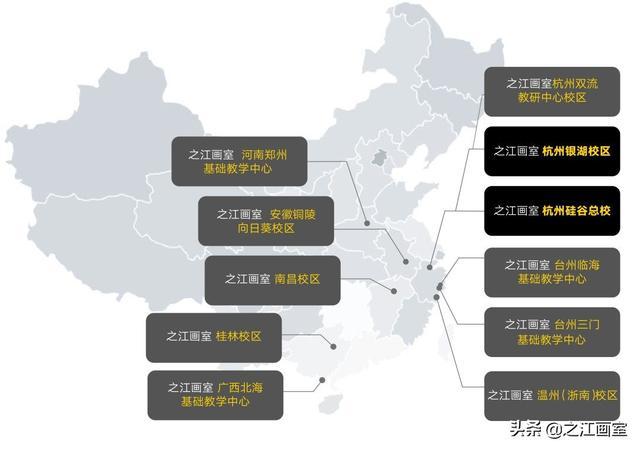 之江画室 河南郑州
基础教学中心
之江画室 安徽铜陵
向日葵校区
之江画室 南昌校区
之江画室 桂林校区
之江画室 广西北海
基础教学中心
之江画室杭州双流
教研中心校区
之江画室 杭州银湖校区
之江画室 杭州硅谷总校
之江画室 台州临海
基础教学中心
之江画室 台州三门
基础教学中心
之江画室 温州(浙南)校区
头条 @之江画室